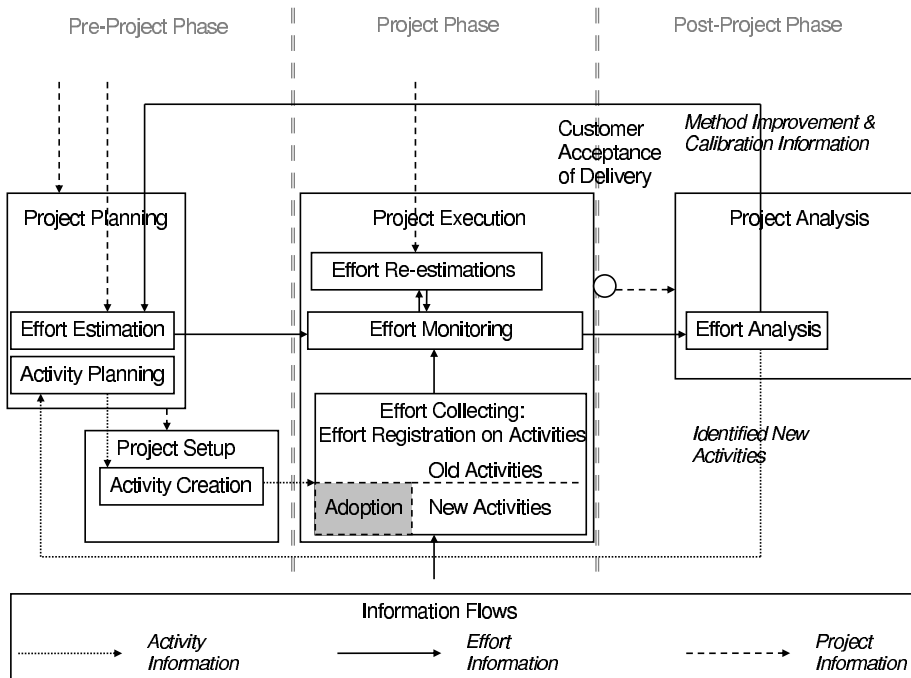 Pre-Project Phase
Project Phase
Post-Project Phase
Customer
Acceptance
of Delivery
Method Improvement &
Calibration Information
Project Planning
Project Execution
Project Analysis
Effort Re-estimations
Effort Estimation
Effort Monitoring
Effort Analysis
Activity Planning
Effort Collecting:
Effort Registration on Activities
Identified New
Activities
Project Setup
Activity Creation
Old Activities
Adoption
New Activities
Information Flows
Activity
Information
Effort
Information
Project
Information